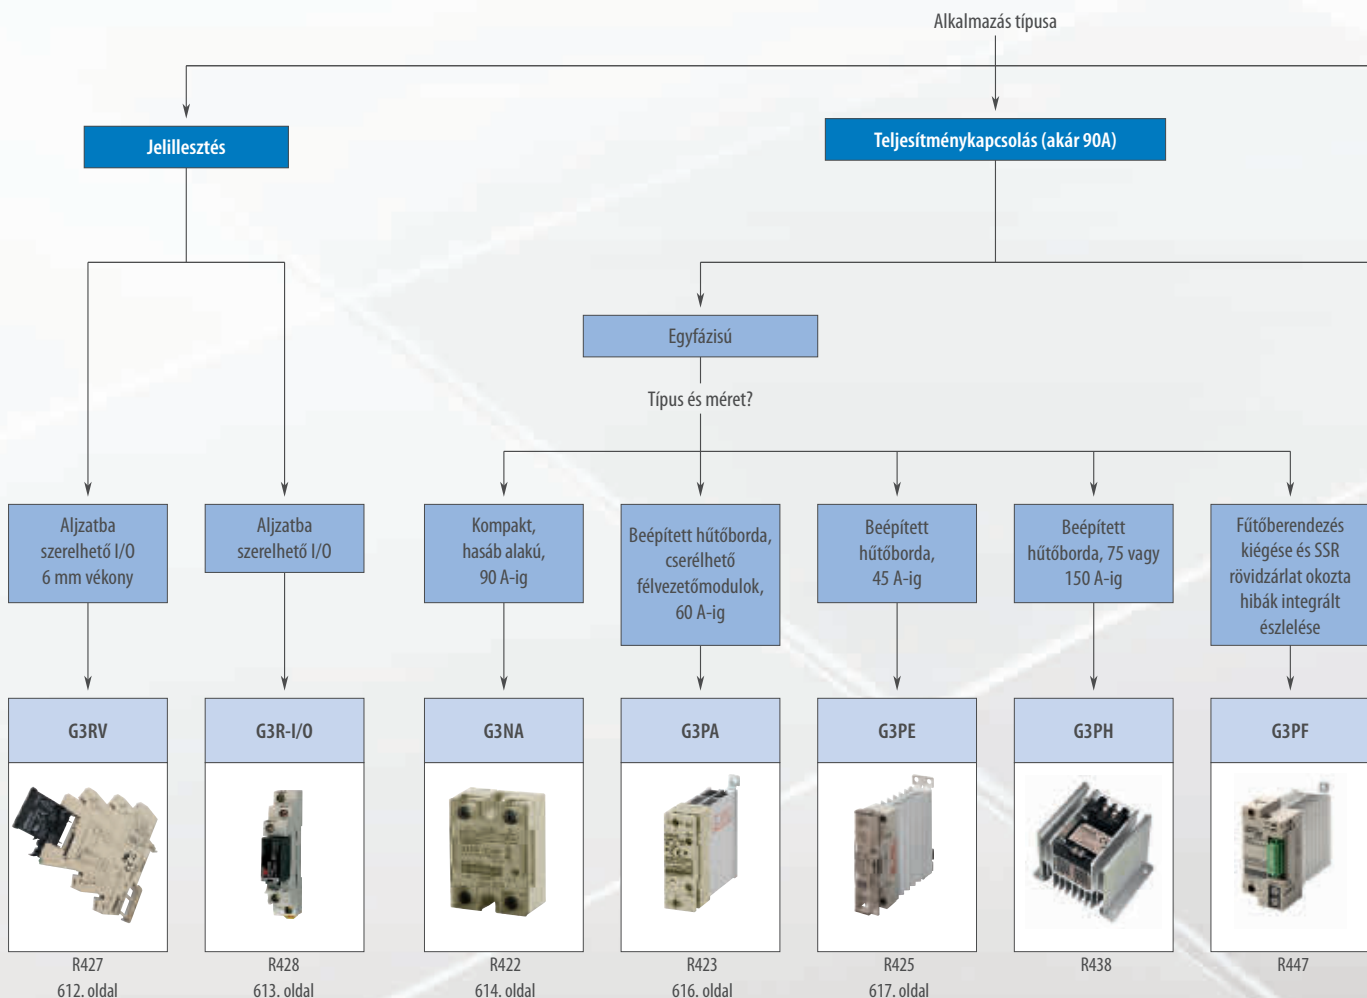 Alkalmazás típusa
Jelillesztés
Teljesítménykapcsolás (akár 90A)
Egyfázisú
Típus és méret?
Aljzatba
szerelhető I/O
6 mm vékony
Aljzatba
szerelhető I/O
Kompakt,
hasáb alakú,
90 A-ig
Beépített hűtőborda,
cserélhető
félvezetőmodulok,
60 A-ig
Beépített
hűtőborda,
45 A-ig
Beépített
hűtőborda, 75 vagy
150 A-ig
Fűtőberendezés
kiégése és SSR
rövidzárlat okozta
hibák integrált
észlelése
G3RV
G3R-I/O
G3NA
G3PA
G3PE
G3PH
G3PF
R427
612. oldal
R428
613. oldal
R422
614. oldal
R423
616. oldal
R425
617. oldal
R438
R447